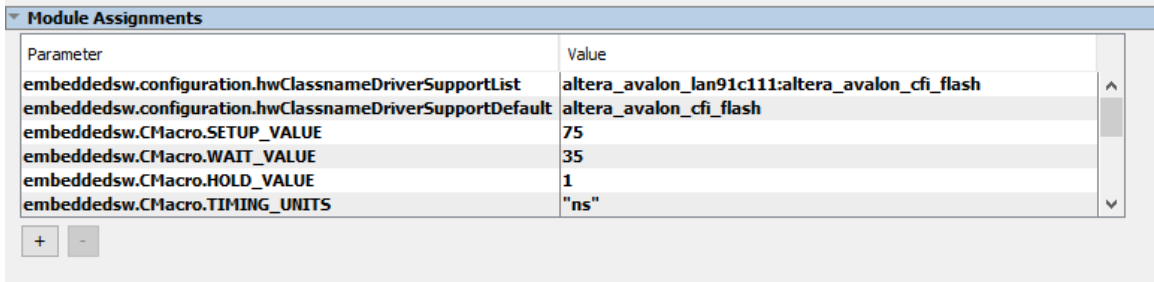 Module Assignments
Parameter Value
embeddedsw.configuration.hwClassnameDriverSupportList altera_avalon_lan91c111:altera_avalon_cfi_flash
embeddedsw.configuration.hwClassnameDriverSupportDefault altera_avalon_cfi_flash
embeddedsw.CMacro.SETUP_VALUE 75
embeddedsw.CMacro.WAIT_VALUE 35
embeddedsw.CMacro.HOLD_VALUE 1
embeddedsw.CMacro.TIMING_UNITS "ns"
+ -